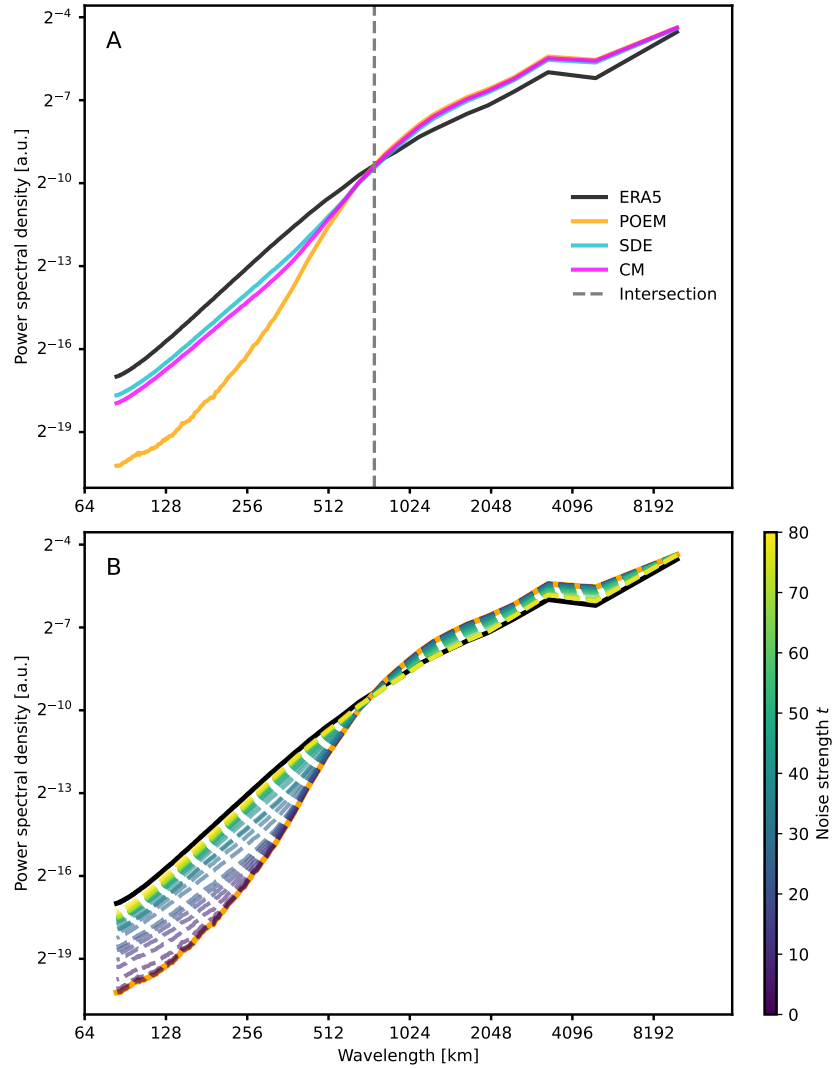 A
Power spectral density [a.u.]
2^−4
2^−7
2^−10
2^−13
2^−16
2^−19
ERA5
POEM
SDE
CM
Intersection
64 128 256 512 1024 2048 4096 8192
B
Power spectral density [a.u.]
2^−4
2^−7
2^−10
2^−13
2^−16
2^−19
64 128 256 512 1024 2048 4096 8192
Wavelength [km]
80
70
60
50
40
30
20
10
0
Noise strength t